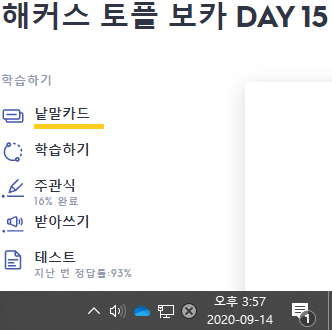 해커스 토플 보카 DAY 15
학습하기
낱말카드
학습하기
주관식
16% 완료
받아쓰기
테스트
지난 번 정답률:93%
오후 3:57
2020-09-14
1